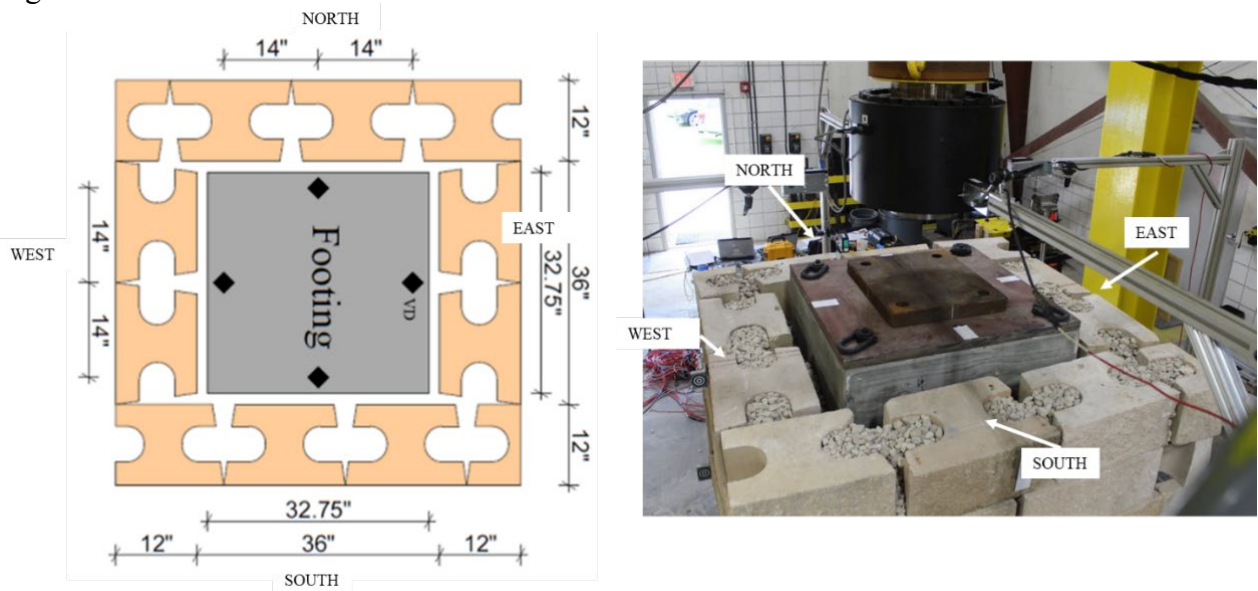 NORTH
14"
14"
12"
WEST
14"
14"
Footing
VD
EAST
32.75"
36"
12"
32.75"
12"
36"
12"
SOUTH
NORTH
EAST
WEST
SOUTH